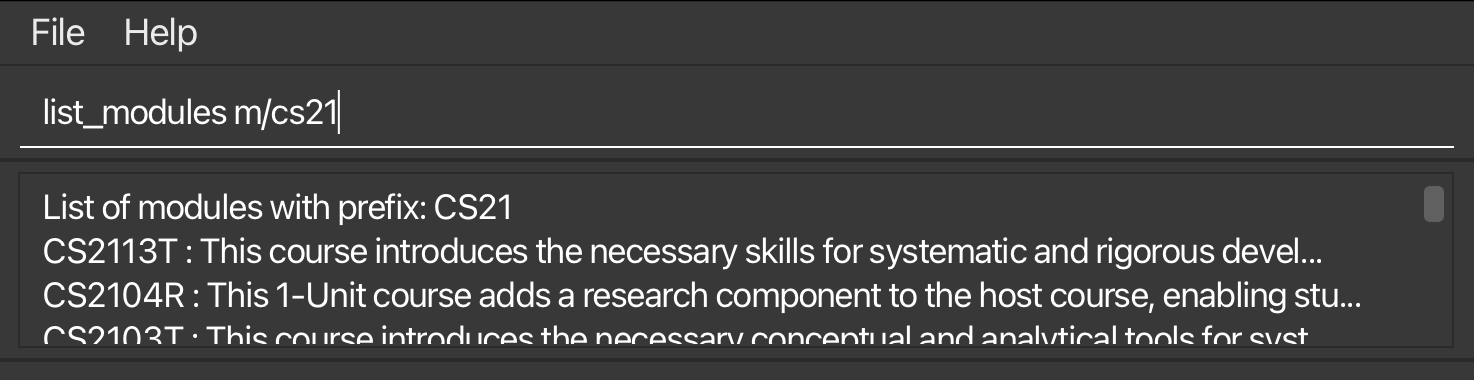 File Help
list_modules m/cs21
List of modules with prefix: CS21
CS2113T : This course introduces the necessary skills for systematic and rigorous devel...
CS2104R : This 1-Unit course adds a research component to the host course, enabling stu...
CS2103T : This course introduces the necessary conceptual and analytical tools for syst